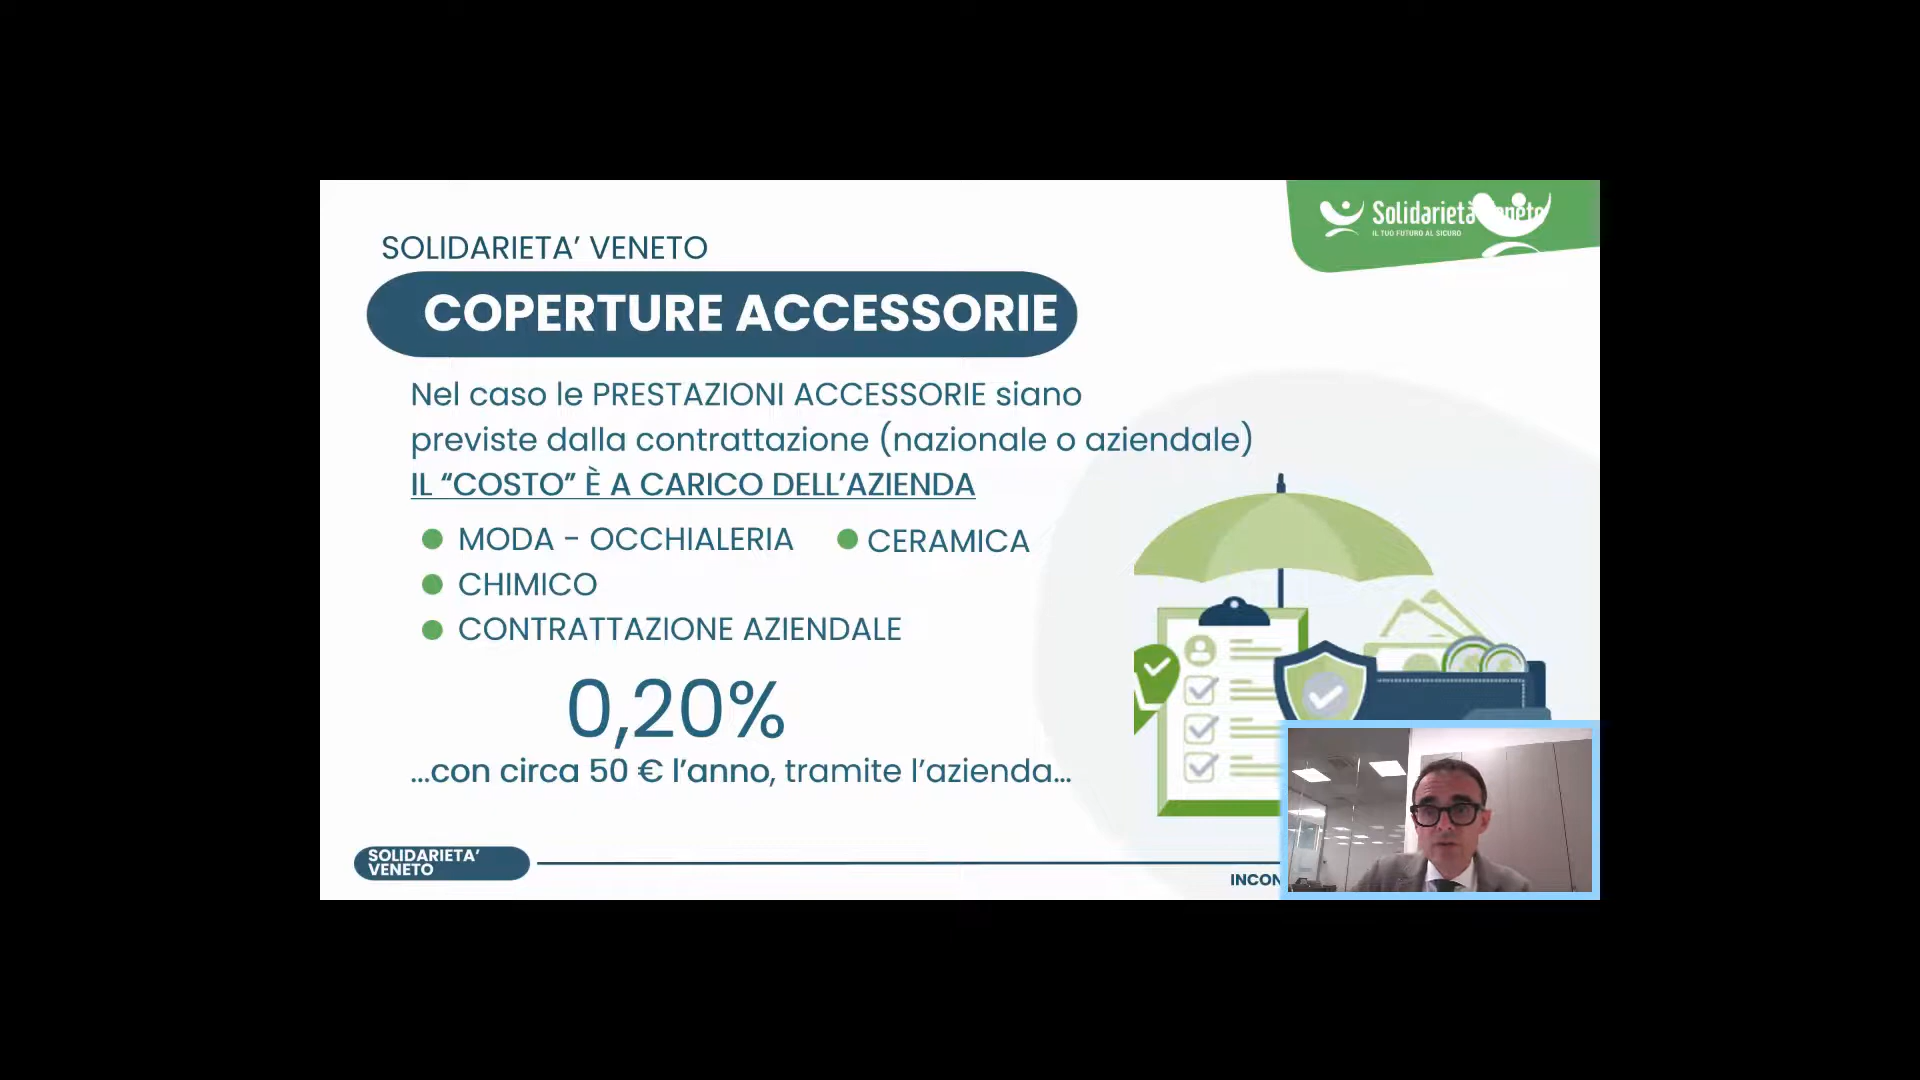 Solidarietà Veneto
IL TUO FUTURO AL SICURO
SOLIDARIETA’ VENETO
COPERTURE ACCESSORIE
Nel caso le PRESTAZIONI ACCESSORIE siano
previste dalla contrattazione (nazionale o aziendale)
IL “COSTO” È A CARICO DELL’AZIENDA
MODA - OCCHIALERIA
CERAMICA
CHIMICO
CONTRATTAZIONE AZIENDALE
0,20%
...con circa 50 € l’anno, tramite l’azienda...
SOLIDARIETA’
VENETO